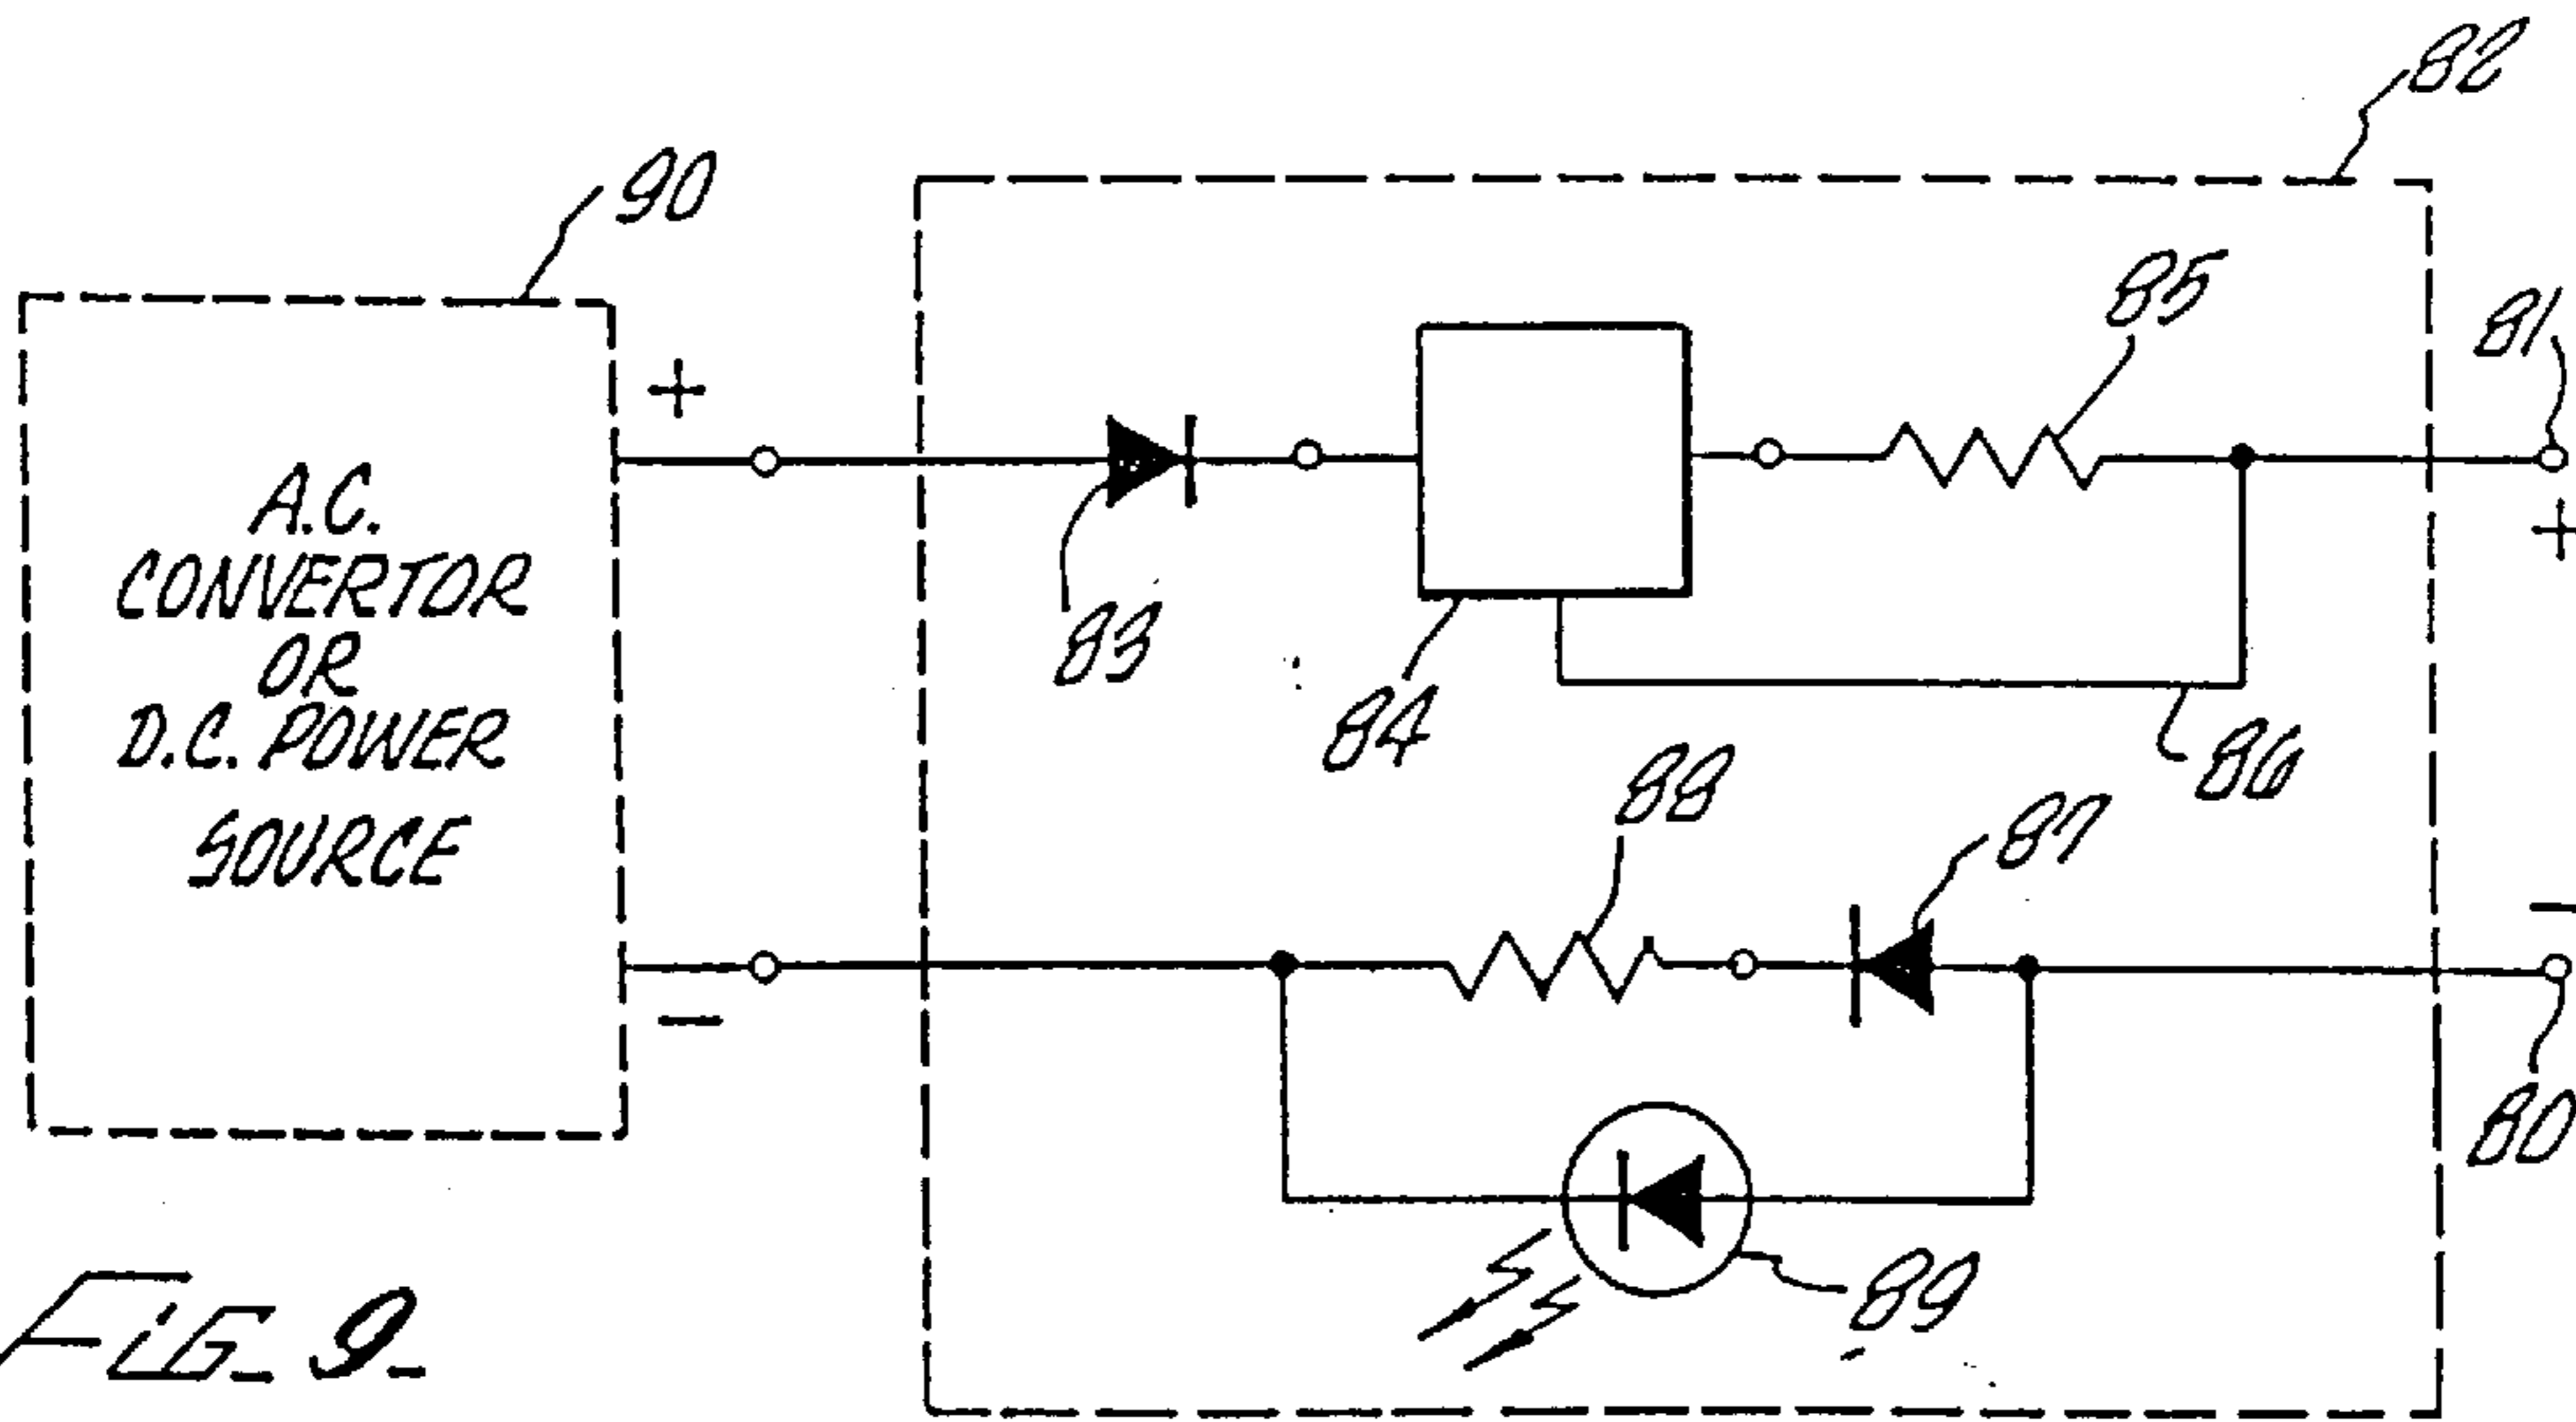 82
90
85
81
+
+
A.C.
CONVERTOR
OR
D.C. POWER
SOURCE
83
84
86
88
87
-
-
80
89
FIG. 9.